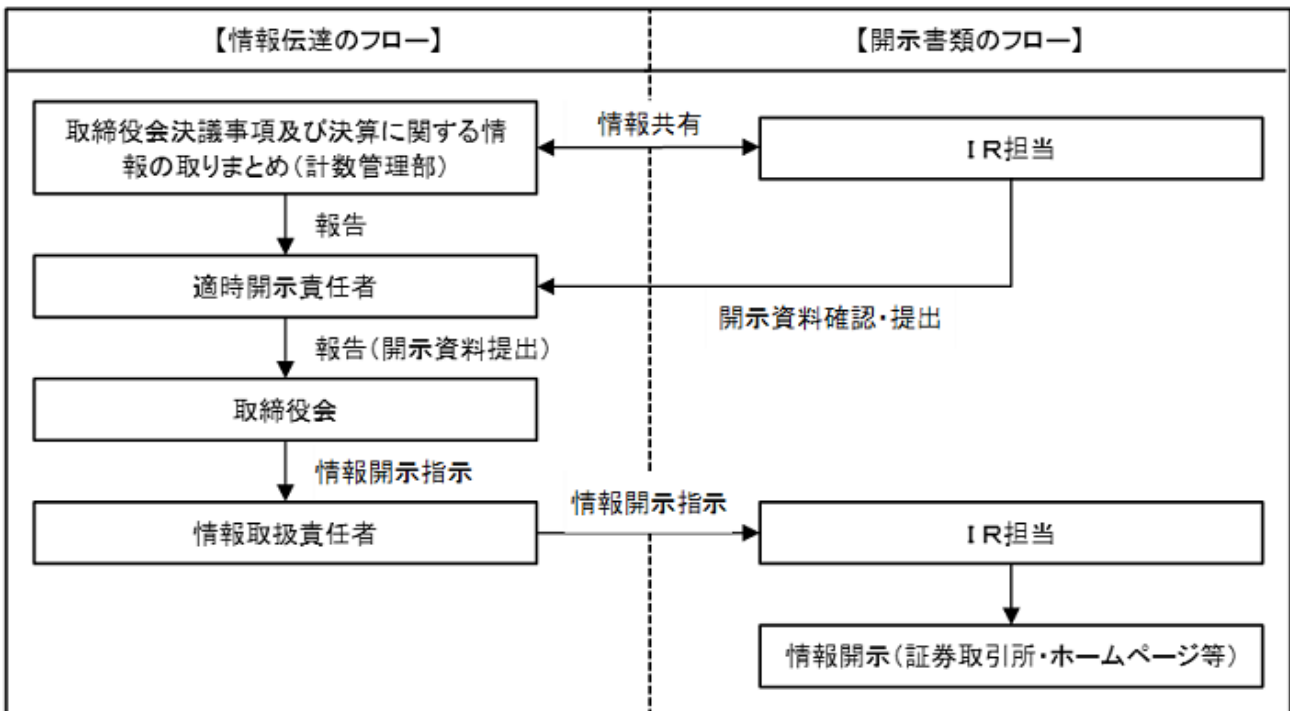 【情報伝達のフロー】
【開示書類のフロー】
取締役会決議事項及び決算に関する情
報の取りまとめ(計数管理部)
情報共有
IR担当
報告
適時開示責任者
開示資料確認・提出
報告(開示資料提出)
取締役会
情報開示指示
情報取扱責任者
情報開示指示
IR担当
情報開示(証券取引所・ホームページ等)